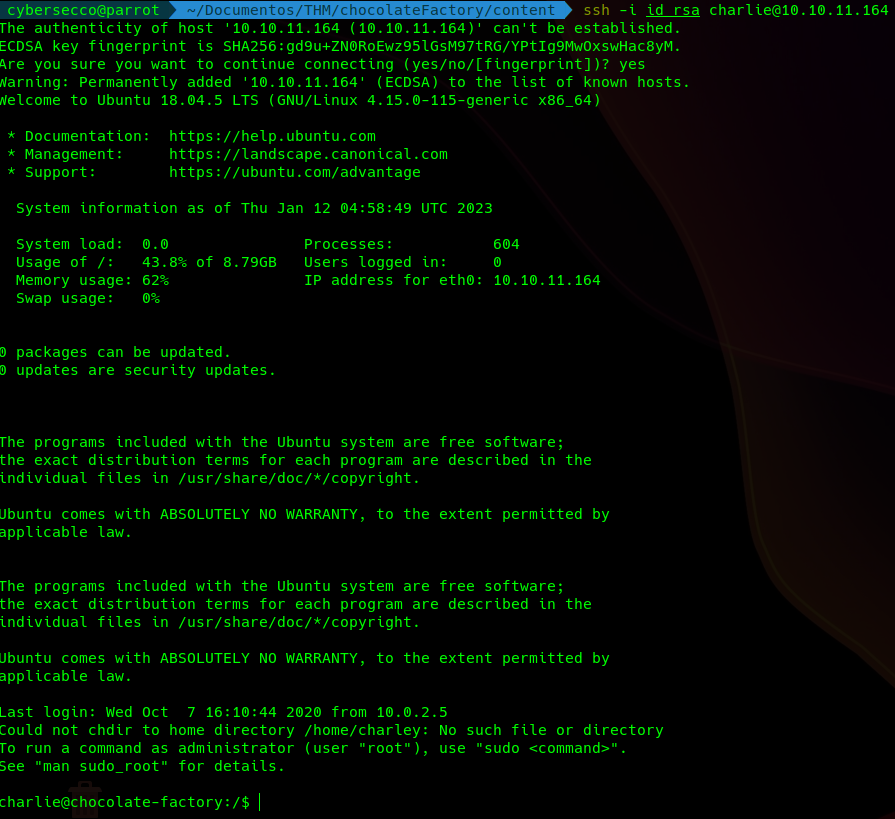 cybersecco@parrot ~/Documentos/THM/chocolateFactory/content ssh -i id_rsa charlie@10.10.11.164
The authenticity of host '10.10.11.164 (10.10.11.164)' can't be established.
ECDSA key fingerprint is SHA256:gd9u+ZN0RoEwz95lGsM97tRG/YPtIg9MwOxswHac8yM.
Are you sure you want to continue connecting (yes/no/[fingerprint])? yes
Warning: Permanently added '10.10.11.164' (ECDSA) to the list of known hosts.
Welcome to Ubuntu 18.04.5 LTS (GNU/Linux 4.15.0-115-generic x86_64)
* Documentation: https://help.ubuntu.com
* Management: https://landscape.canonical.com
* Support: https://ubuntu.com/advantage
System information as of Thu Jan 12 04:58:49 UTC 2023
System load: 0.0 Processes: 604
Usage of /: 43.8% of 8.79GB Users logged in: 0
Memory usage: 62% IP address for eth0: 10.10.11.164
Swap usage: 0%
0 packages can be updated.
0 updates are security updates.
The programs included with the Ubuntu system are free software;
the exact distribution terms for each program are described in the
individual files in /usr/share/doc/*/copyright.
Ubuntu comes with ABSOLUTELY NO WARRANTY, to the extent permitted by
applicable law.
The programs included with the Ubuntu system are free software;
the exact distribution terms for each program are described in the
individual files in /usr/share/doc/*/copyright.
Ubuntu comes with ABSOLUTELY NO WARRANTY, to the extent permitted by
applicable law.
Last login: Wed Oct  7 16:10:44 2020 from 10.0.2.5
Could not chdir to home directory /home/charley: No such file or directory
To run a command as administrator (user "root"), use "sudo <command>".
See "man sudo_root" for details.
charlie@chocolate-factory:/$